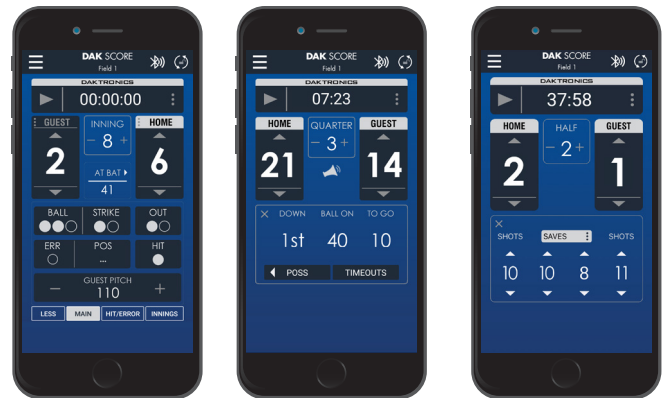 DAK SCORE
Field 1
DAKTRONICS
00:00:00
GUEST
INNING
HOME
2
- 8 +
6
AT BAT
41
BALL
STRIKE
OUT
ERR
POS
HIT
...
GUEST PITCH
- 110 +
LESS
MAIN
HIT/ERROR
INNINGS
DAK SCORE
Field 1
DAKTRONICS
07:23
HOME
QUARTER
GUEST
21
- 3 +
14
DOWN
BALL ON
TO GO
1st
40
10
POSS
TIMEOUTS
DAK SCORE
Field 1
DAKTRONICS
37:58
HOME
HALF
GUEST
2
- 2 +
1
SHOTS
SAVES
SHOTS
10
10
8
11